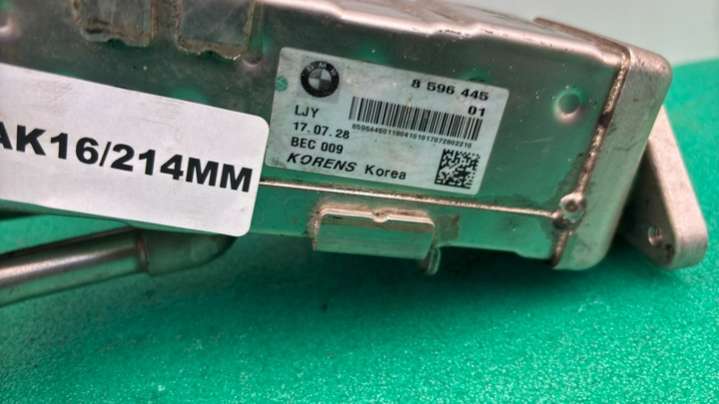 8 596 445
01
LJY
17.07.28
BEC 009
KORENS Korea
AK16/214MM